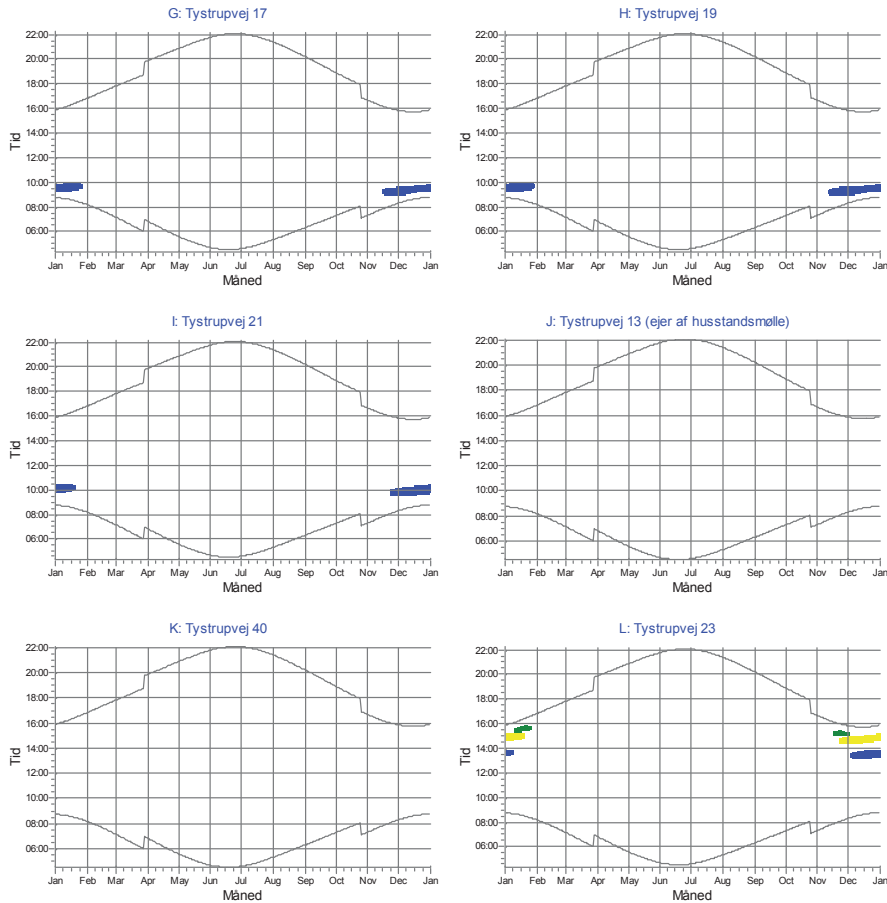 G: Tystrupvej 17
22:00
20:00
18:00
16:00
14:00
12:00
10:00
08:00
06:00
Tid
Jan Feb Mar Apr May Jun Jul Aug Sep Oct Nov Dec Jan
Måned
H: Tystrupvej 19
22:00
20:00
18:00
16:00
14:00
12:00
10:00
08:00
06:00
Tid
Jan Feb Mar Apr May Jun Jul Aug Sep Oct Nov Dec Jan
Måned
I: Tystrupvej 21
22:00
20:00
18:00
16:00
14:00
12:00
10:00
08:00
06:00
Tid
Jan Feb Mar Apr May Jun Jul Aug Sep Oct Nov Dec Jan
Måned
J: Tystrupvej 13 (ejer af husstandsmølle)
22:00
20:00
18:00
16:00
14:00
12:00
10:00
08:00
06:00
Tid
Jan Feb Mar Apr May Jun Jul Aug Sep Oct Nov Dec Jan
Måned
K: Tystrupvej 40
22:00
20:00
18:00
16:00
14:00
12:00
10:00
08:00
06:00
Tid
Jan Feb Mar Apr May Jun Jul Aug Sep Oct Nov Dec Jan
Måned
L: Tystrupvej 23
22:00
20:00
18:00
16:00
14:00
12:00
10:00
08:00
06:00
Tid
Jan Feb Mar Apr May Jun Jul Aug Sep Oct Nov Dec Jan
Måned